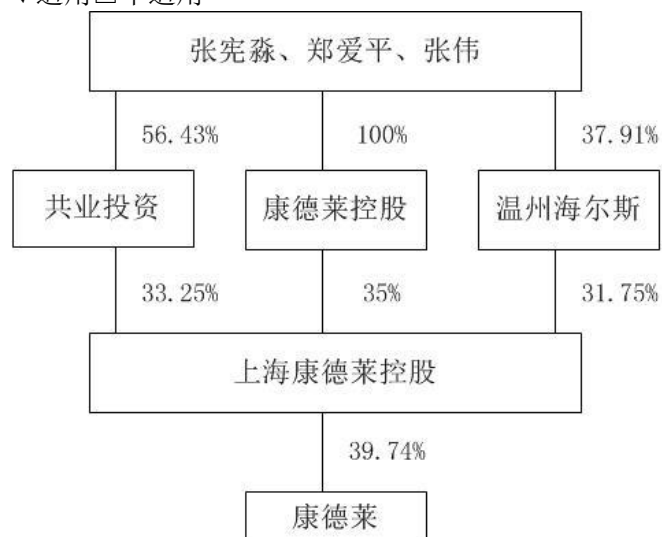 张宪淼、郑爱平、张伟
56.43% 100% 37.91%
共业投资 康德莱控股 温州海尔斯
33.25% 35% 31.75%
上海康德莱控股
39.74%
康德莱